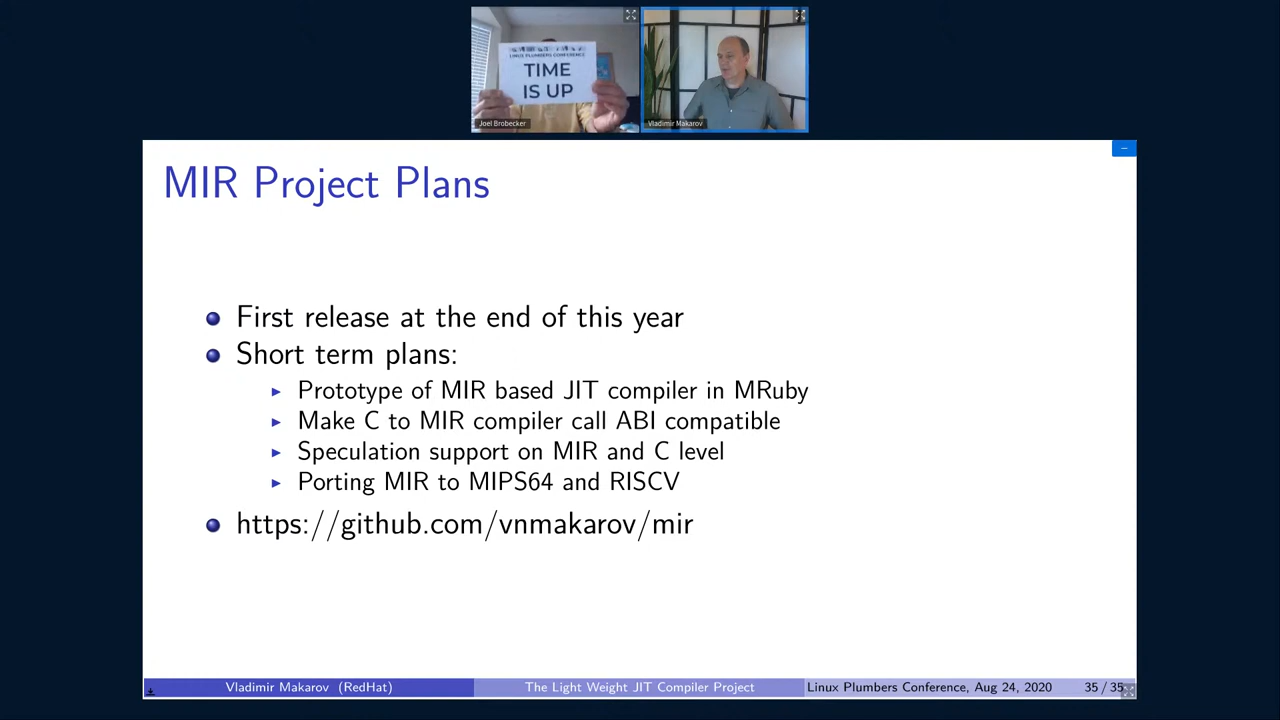 LINUX PLUMBERS CONFERENCE
TIME
IS UP
Joel Brobecker
Vladimir Makarov
MIR Project Plans
First release at the end of this year
Short term plans:
Prototype of MIR based JIT compiler in MRuby
Make C to MIR compiler call ABI compatible
Speculation support on MIR and C level
Porting MIR to MIPS64 and RISCV
https://github.com/vnmakarov/mir
Vladimir Makarov (RedHat)
The Light Weight JIT Compiler Project
Linux Plumbers Conference, Aug 24, 2020
35 / 35